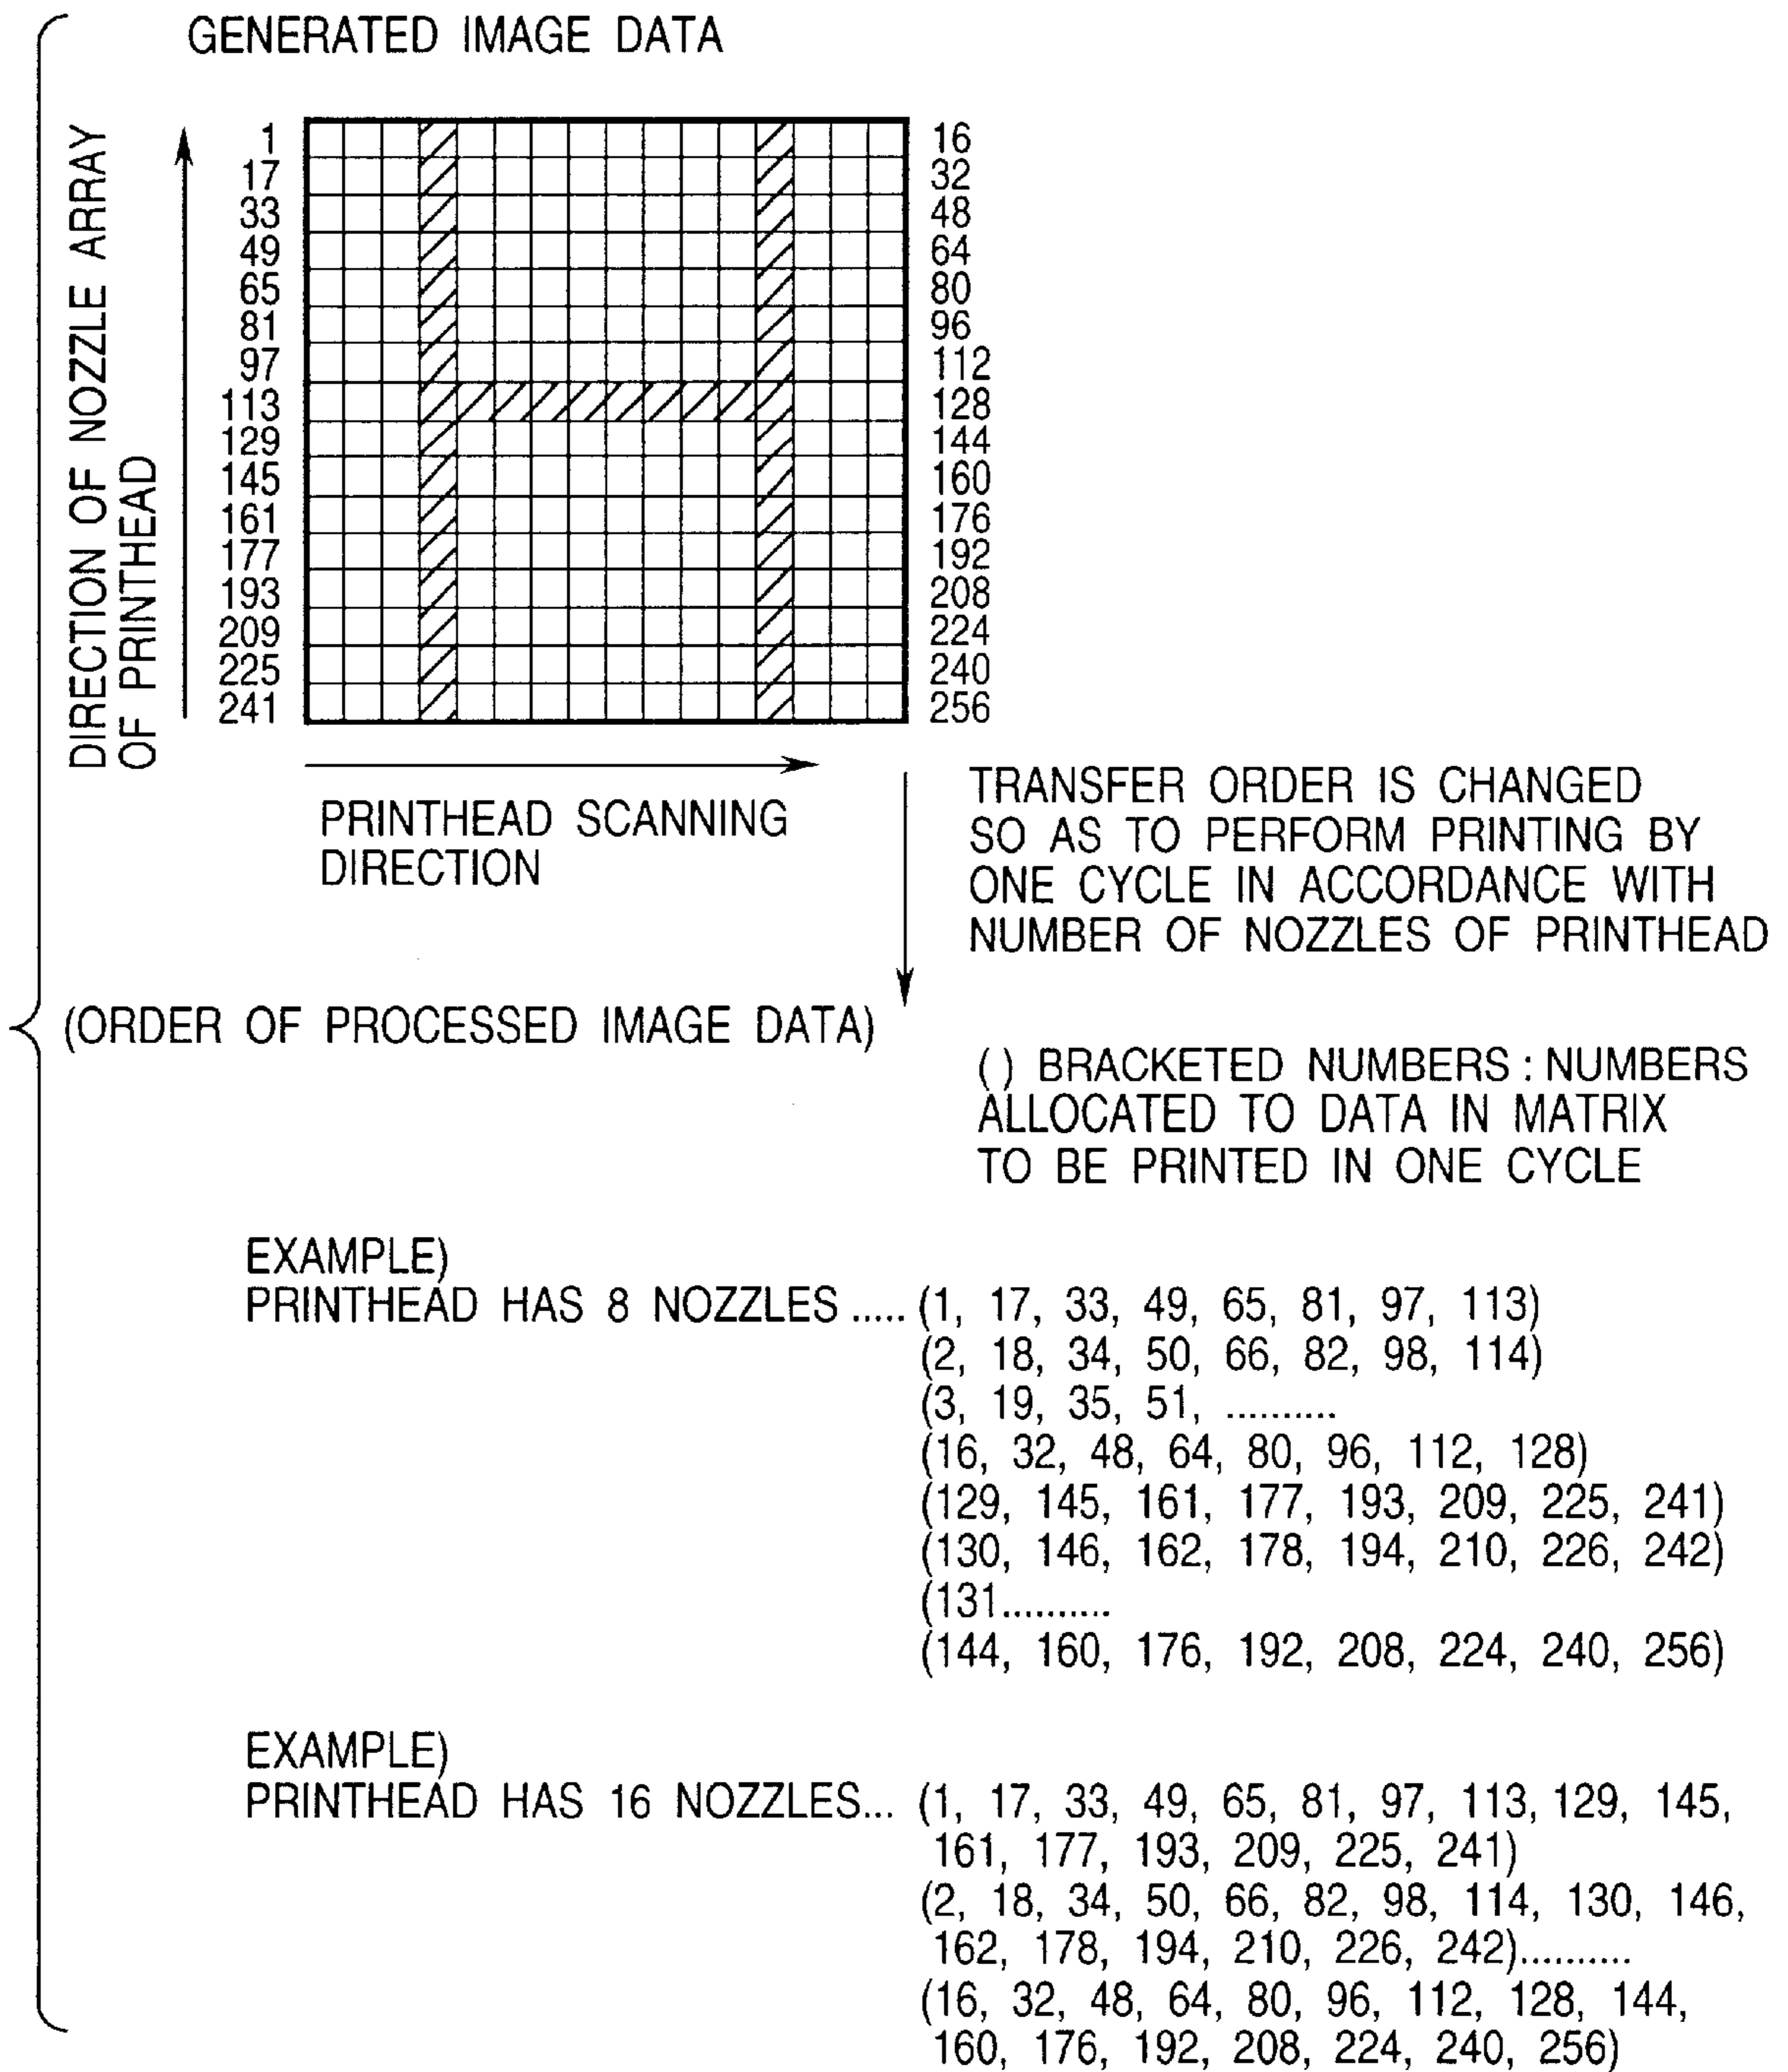 GENERATED IMAGE DATA
DIRECTION OF NOZZLE ARRAY
OF PRINTHEAD
1 16
17 32
33 48
49 64
65 80
81 96
97 112
113 128
129 144
145 160
161 176
177 192
193 208
209 224
225 240
241 256
PRINTHEAD SCANNING
DIRECTION
TRANSFER ORDER IS CHANGED
SO AS TO PERFORM PRINTING BY
ONE CYCLE IN ACCORDANCE WITH
NUMBER OF NOZZLES OF PRINTHEAD
(ORDER OF PROCESSED IMAGE DATA)
( ) BRACKETED NUMBERS : NUMBERS
ALLOCATED TO DATA IN MATRIX
TO BE PRINTED IN ONE CYCLE
EXAMPLE)
PRINTHEAD HAS 8 NOZZLES ..... (1, 17, 33, 49, 65, 81, 97, 113)
(2, 18, 34, 50, 66, 82, 98, 114)
(3, 19, 35, 51, ..........
(16, 32, 48, 64, 80, 96, 112, 128)
(129, 145, 161, 177, 193, 209, 225, 241)
(130, 146, 162, 178, 194, 210, 226, 242)
(131..........
(144, 160, 176, 192, 208, 224, 240, 256)
EXAMPLE)
PRINTHEAD HAS 16 NOZZLES... (1, 17, 33, 49, 65, 81, 97, 113, 129, 145,
161, 177, 193, 209, 225, 241)
(2, 18, 34, 50, 66, 82, 98, 114, 130, 146,
162, 178, 194, 210, 226, 242)..........
(16, 32, 48, 64, 80, 96, 112, 128, 144,
160, 176, 192, 208, 224, 240, 256)